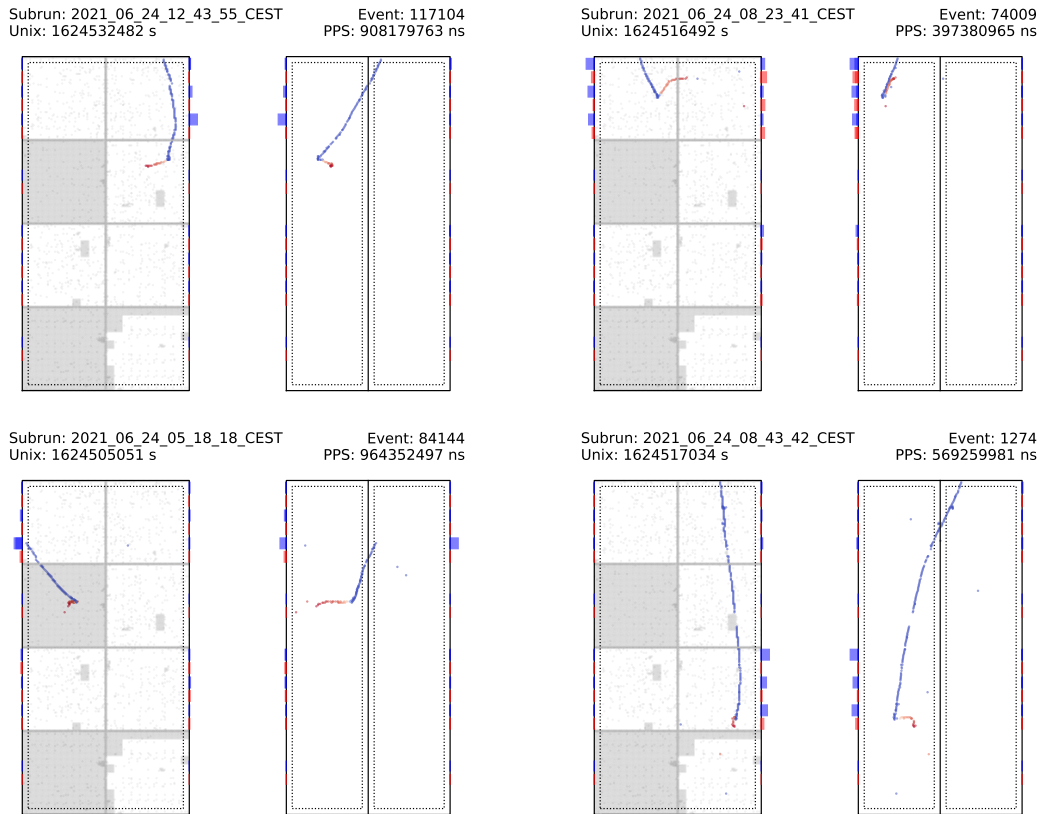 Subrun: 2021_06_24_12_43_55_CEST Event: 117104
Unix: 1624532482 s PPS: 908179763 ns
Subrun: 2021_06_24_08_23_41_CEST Event: 74009
Unix: 1624516492 s PPS: 397380965 ns
Subrun: 2021_06_24_05_18_18_CEST Event: 84144
Unix: 1624505051 s PPS: 964352497 ns
Subrun: 2021_06_24_08_43_42_CEST Event: 1274
Unix: 1624517034 s PPS: 569259981 ns